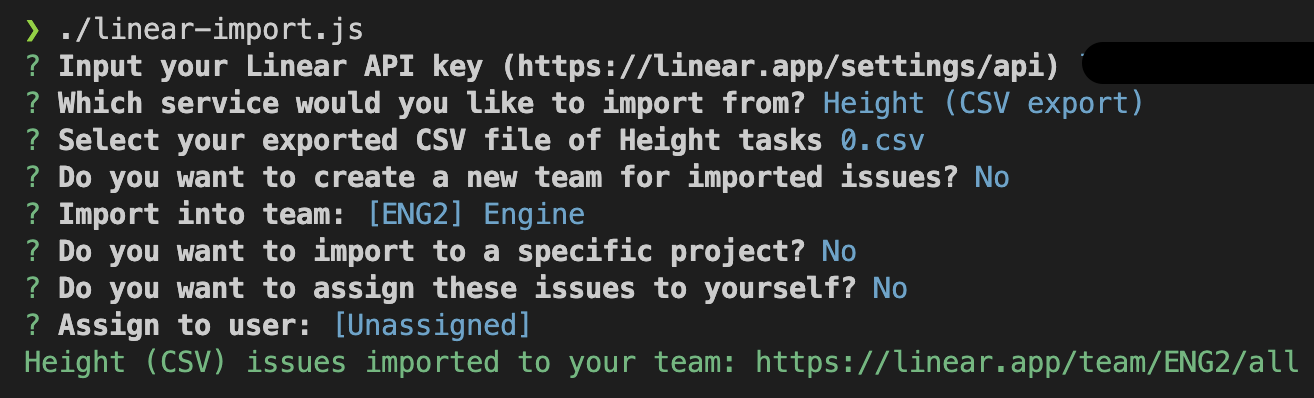 ❯ ./linear-import.js
? Input your Linear API key (https://linear.app/settings/api)
? Which service would you like to import from? Height (CSV export)
? Select your exported CSV file of Height tasks 0.csv
? Do you want to create a new team for imported issues? No
? Import into team: [ENG2] Engine
? Do you want to import to a specific project? No
? Do you want to assign these issues to yourself? No
? Assign to user: [Unassigned]
Height (CSV) issues imported to your team: https://linear.app/team/ENG2/all